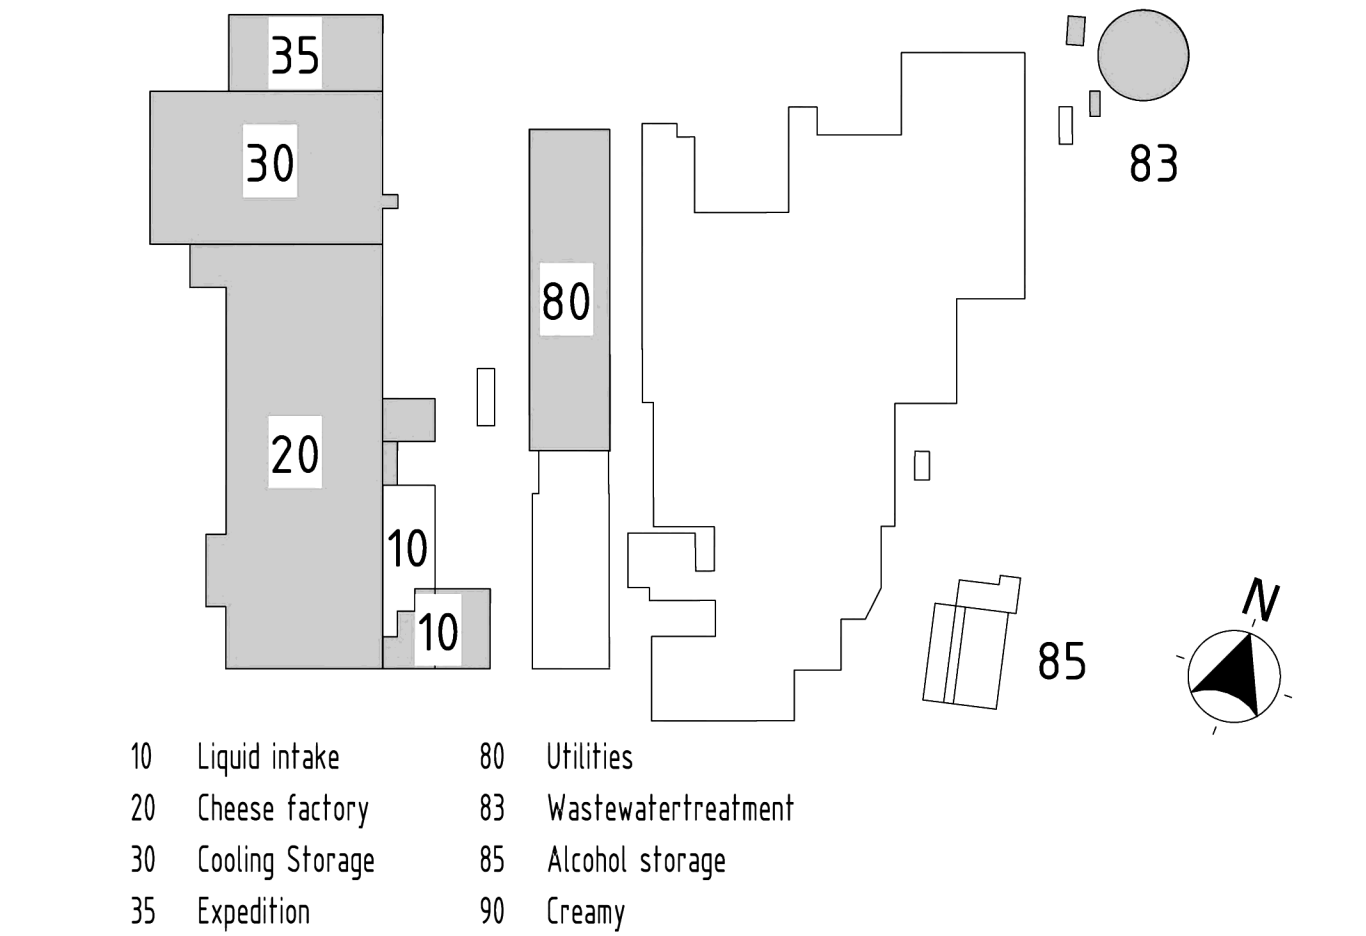 35
30
83
80
20
10
10
N
85
10 Liquid intake
20 Cheese factory
30 Cooling Storage
35 Expedition
80 Utilities
83 Wastewatertreatment
85 Alcohol storage
90 Creamy